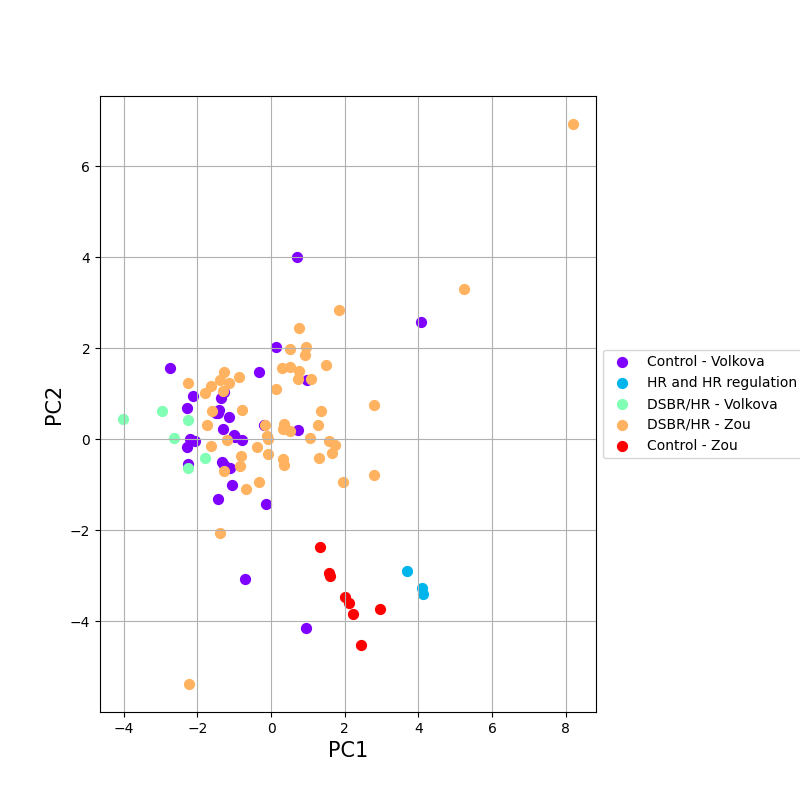 6
4
2
0
−2
−4
PC2
−4
−2
0
2
4
6
8
PC1
Control - Volkova
HR and HR regulation
DSBR/HR - Volkova
DSBR/HR - Zou
Control - Zou